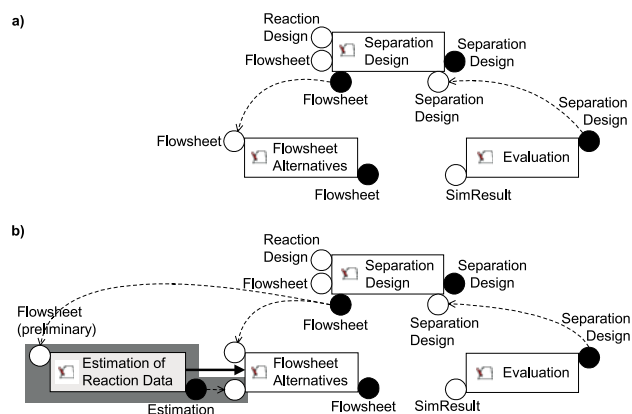 a)
Reaction
Design
Flowsheet
Separation
Design
Separation
Design
Flowsheet
Separation
Design
Separation
Design
Flowsheet
Flowsheet
Alternatives
Flowsheet
Evaluation
SimResult
b)
Reaction
Design
Flowsheet
Separation
Design
Separation
Design
Flowsheet
(preliminary)
Flowsheet
Separation
Design
Separation
Design
Estimation of
Reaction Data
Flowsheet
Alternatives
Evaluation
Estimation
Flowsheet
SimResult